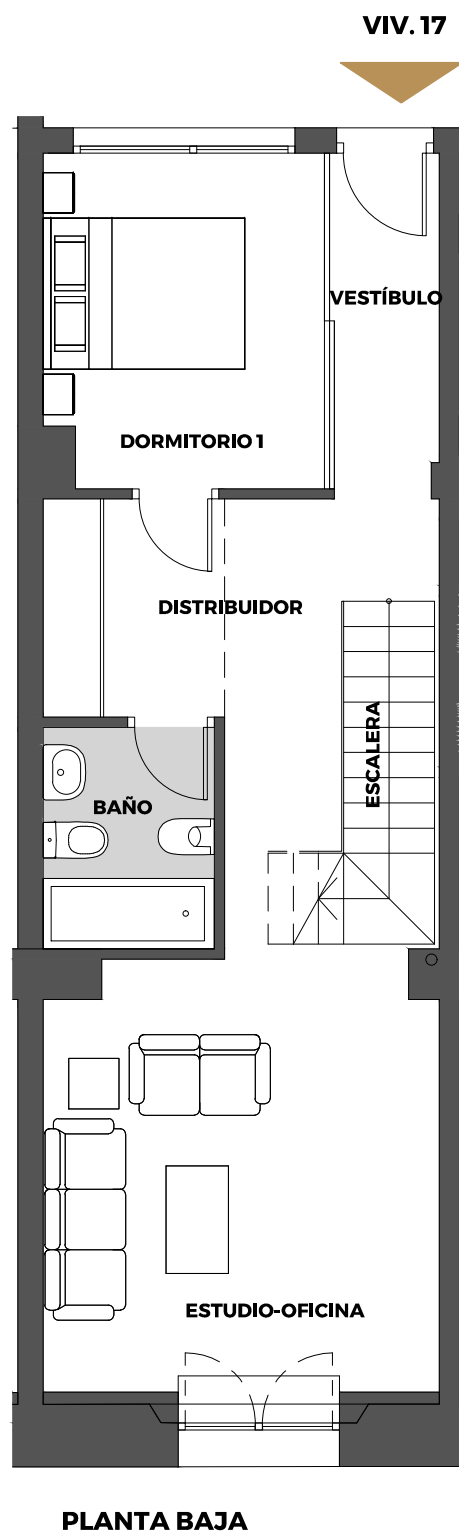 VIV. 17
VESTÍBULO
DORMITORIO 1
DISTRIBUIDOR
ESCALERA
BAÑO
ESTUDIO-OFICINA
PLANTA BAJA